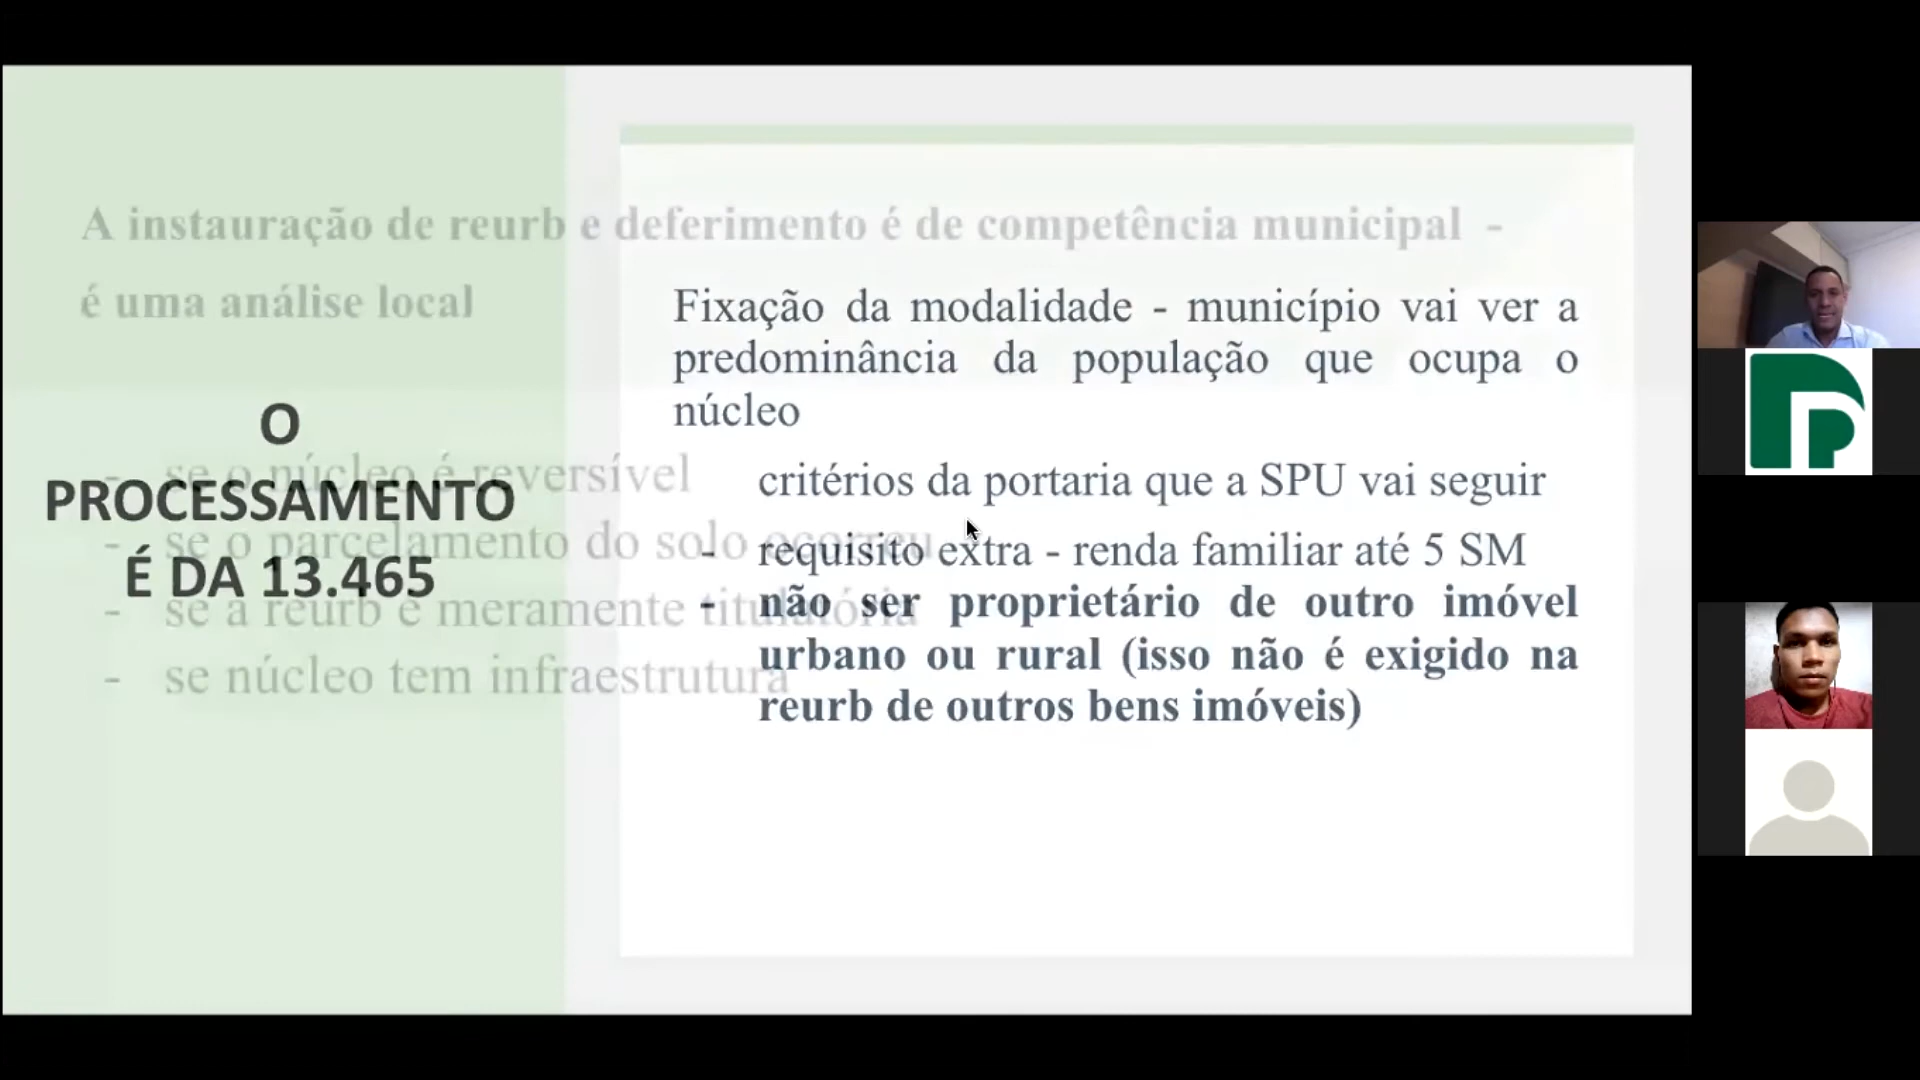 A instauração de reurb e deferimento é de competência municipal -
é uma análise local
- se o núcleo é reversível
- se o parcelamento do solo ocorreu
- se a reurb é meramente titulatória
- se núcleo tem infraestrutura
O
PROCESSAMENTO
É DA 13.465
Fixação da modalidade - município vai ver a
predominância da população que ocupa o
núcleo
critérios da portaria que a SPU vai seguir
- requisito extra - renda familiar até 5 SM
- não ser proprietário de outro imóvel
urbano ou rural (isso não é exigido na
reurb de outros bens imóveis)